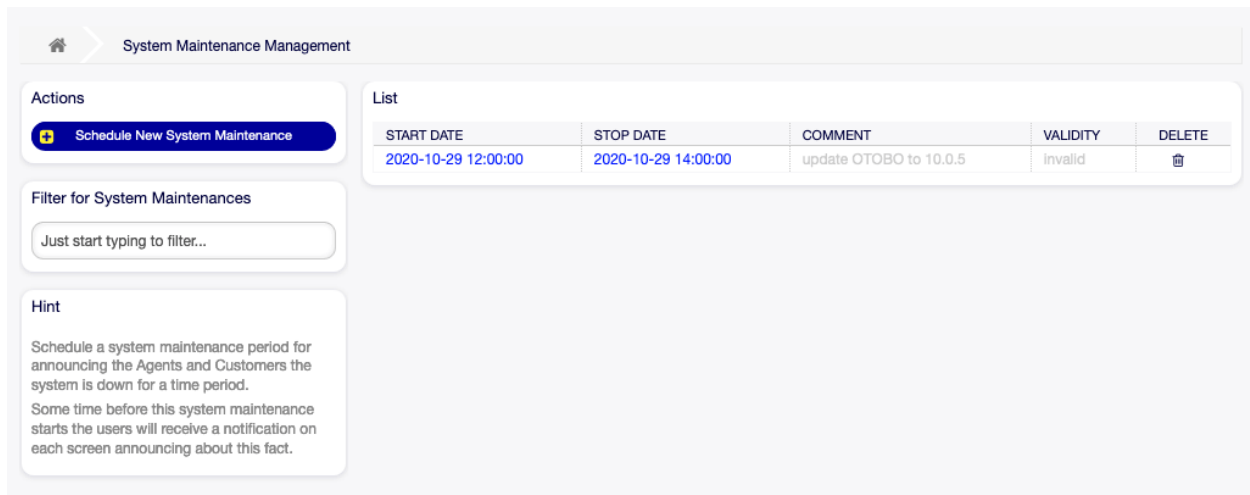 System Maintenance Management
Actions
Schedule New System Maintenance
Filter for System Maintenances
Just start typing to filter...
Hint
Schedule a system maintenance period for
announcing the Agents and Customers the
system is down for a time period.
Some time before this system maintenance
starts the users will receive a notification on
each screen announcing about this fact.
List
START DATE STOP DATE COMMENT VALIDITY DELETE
2020-10-29 12:00:00 2020-10-29 14:00:00 update OTOBO to 10.0.5 invalid